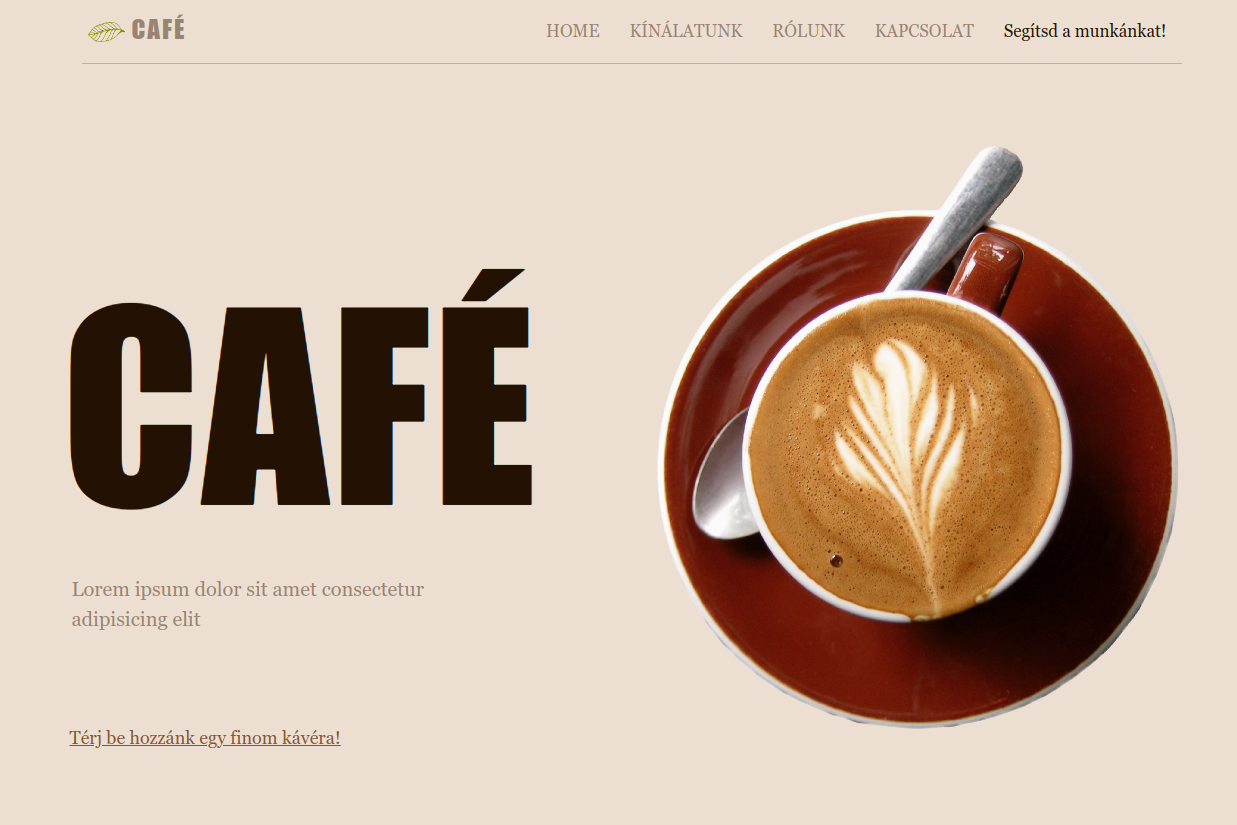 CAFÉ
HOME KÍNÁLATUNK RÓLUNK KAPCSOLAT Segítsd a munkánkat!
CAFÉ
Lorem ipsum dolor sit amet consectetur
adipisicing elit
Térj be hozzánk egy finom kávéra!